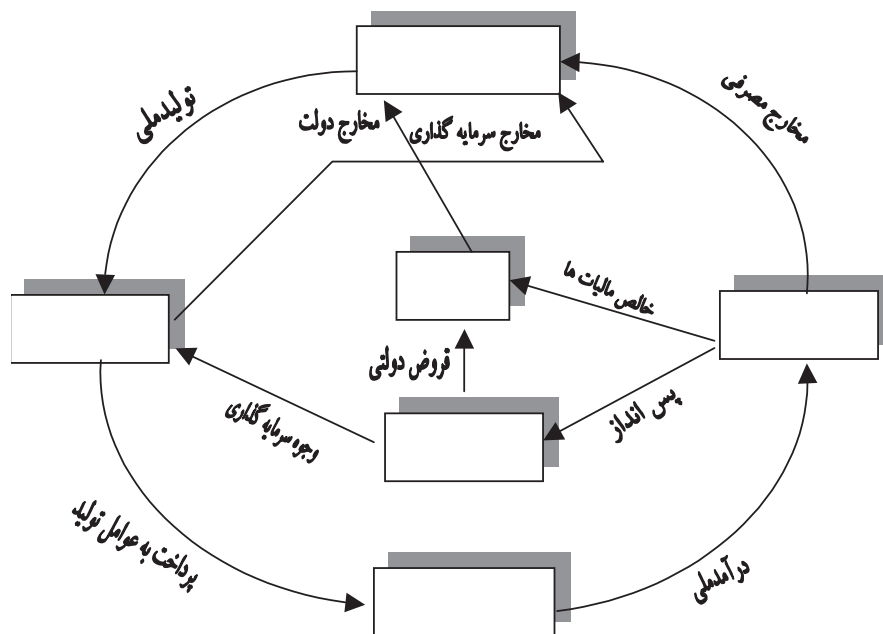 تولیدملی
مخارج مصرفی
مخارج دولت
مخارج سرمایه گذاری
خالص مالیات ها
قروض دولتی
پس انداز
وجوه سرمایه گذاری
پرداخت به عوامل تولید
درآمدملی